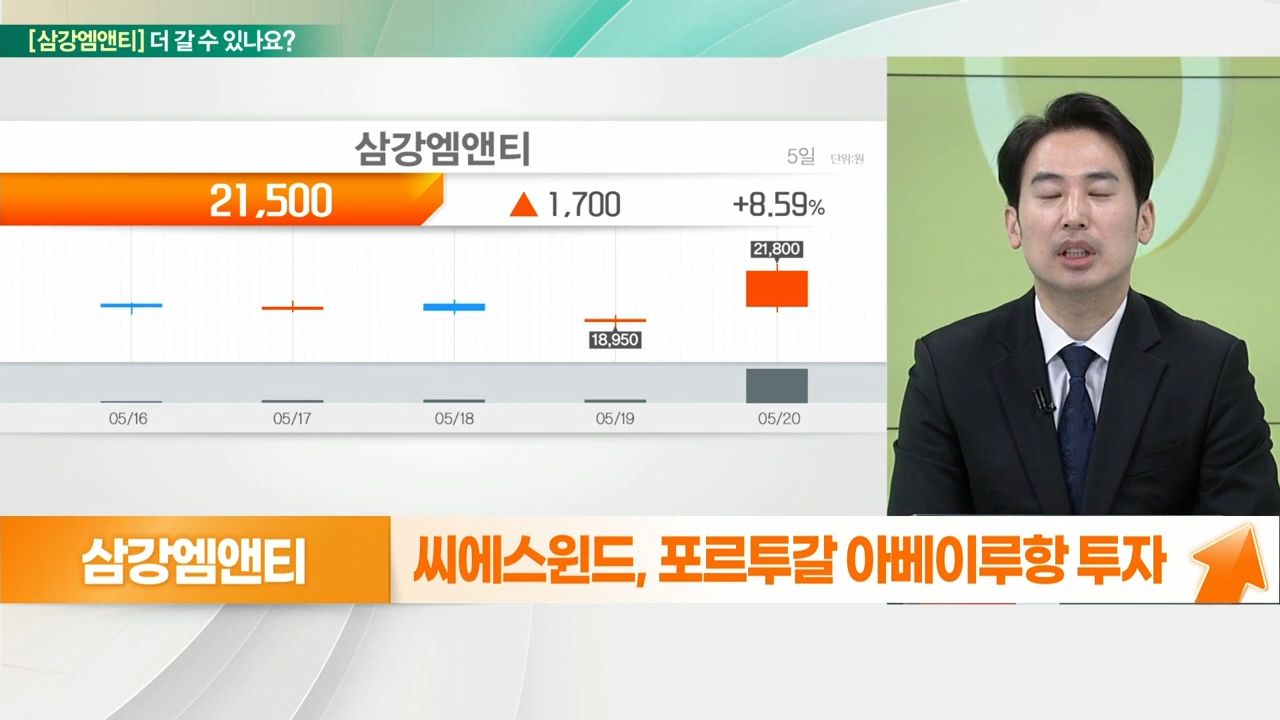 [삼강엠앤티] 더 갈 수 있나요?
삼강엠앤티
5일 단위:원
21,500 ▲ 1,700 +8.59%
21,800
18,950
05/16 05/17 05/18 05/19 05/20
삼강엠앤티
씨에스윈드, 포르투갈 아베이루항 투자